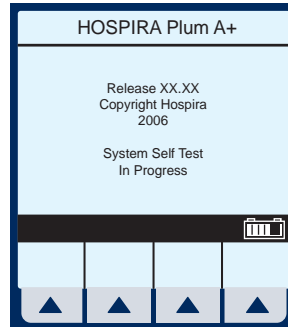 HOSPIRA Plum A+
Release XX.XX
Copyright Hospira
2006
System Self Test
In Progress